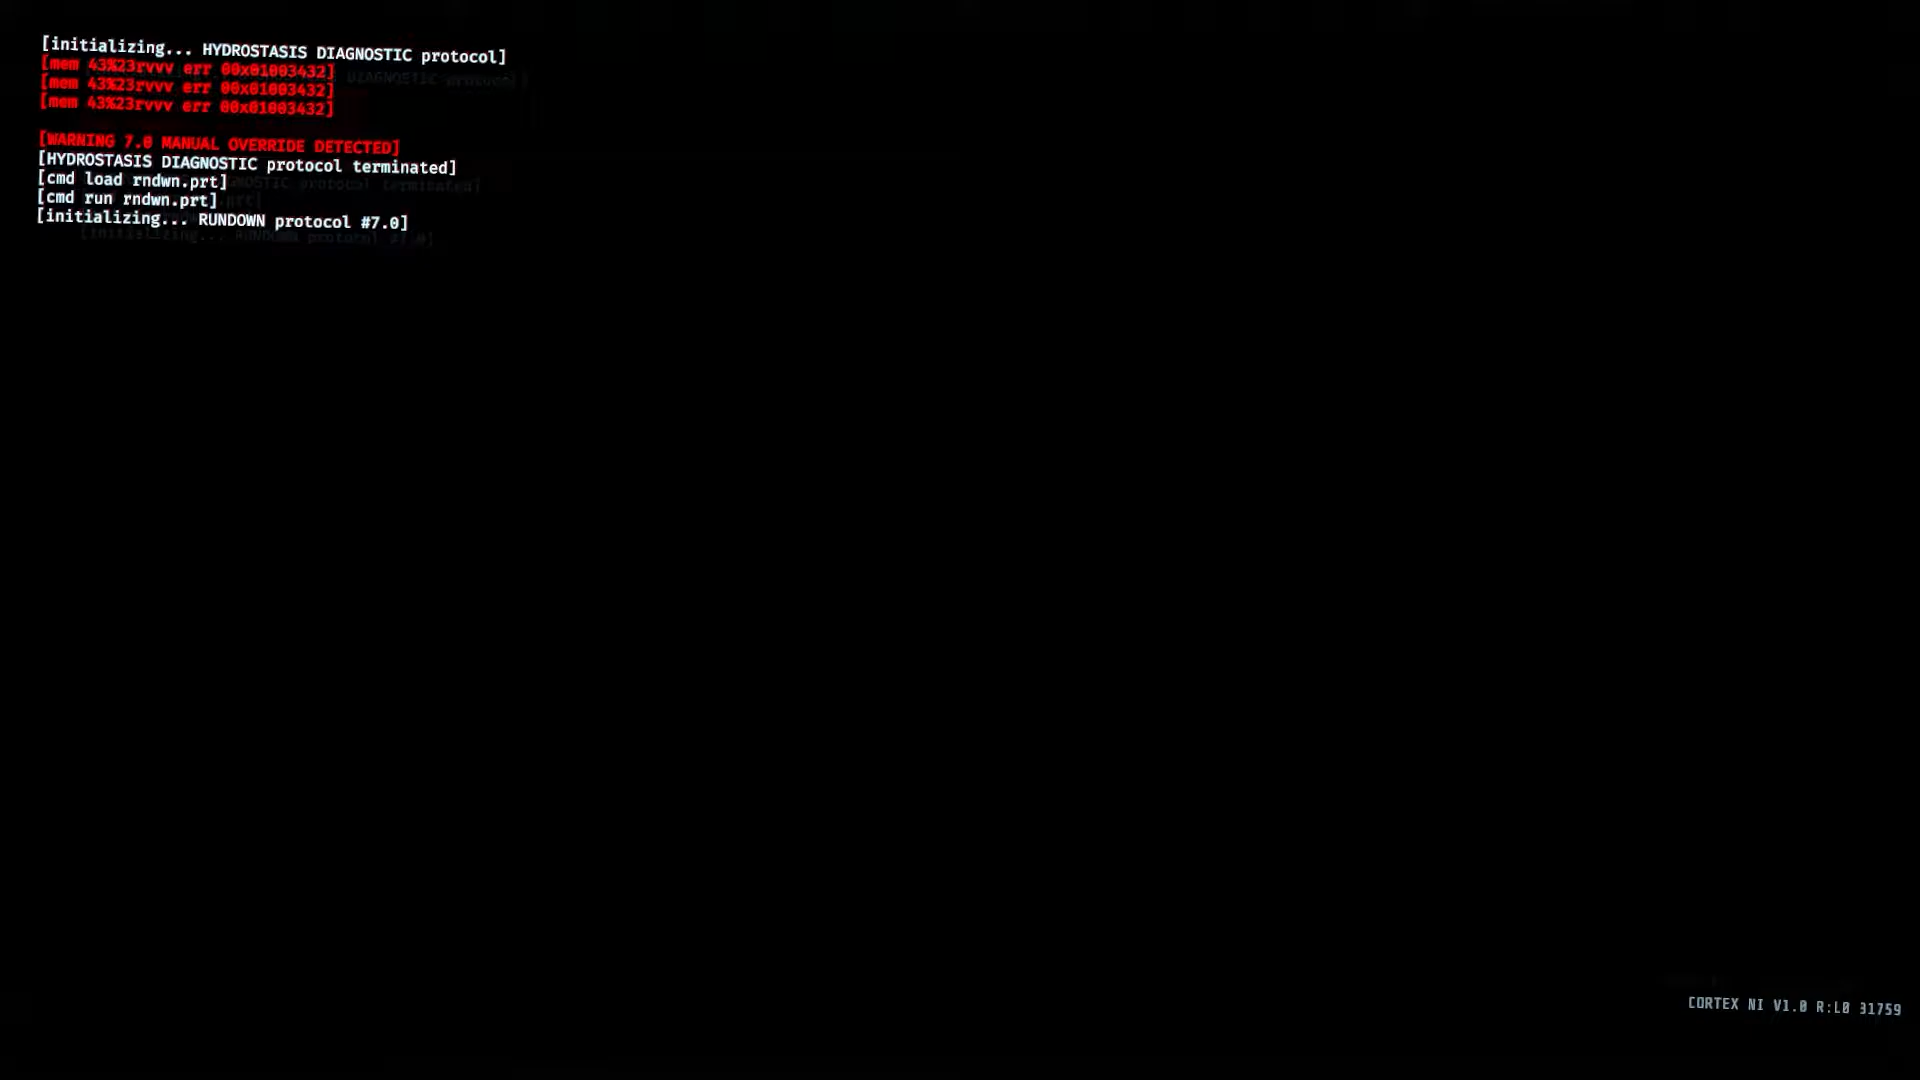 [initializing... HYDROSTASIS DIAGNOSTIC protocol]
[mem 43%23rvvv err 00x01003432]
[mem 43%23rvvv err 00x01003432]
[mem 43%23rvvv err 00x01003432]
[WARNING 7.0 MANUAL OVERRIDE DETECTED]
[HYDROSTASIS DIAGNOSTIC protocol terminated]
[cmd load rndwn.prt]
[cmd run rndwn.prt]
[initializing... RUNDOWN protocol #7.0]
CORTEX NI V1.0 R:L0 31759